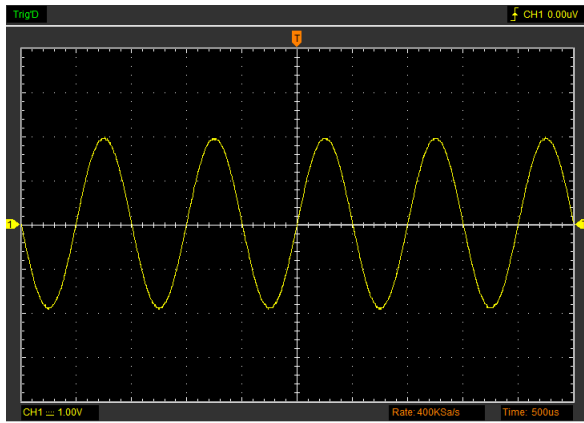 Trig'D
CH1 0.00uV
T
1
CH1 1.00V
Rate:400KSa/s
Time: 500us